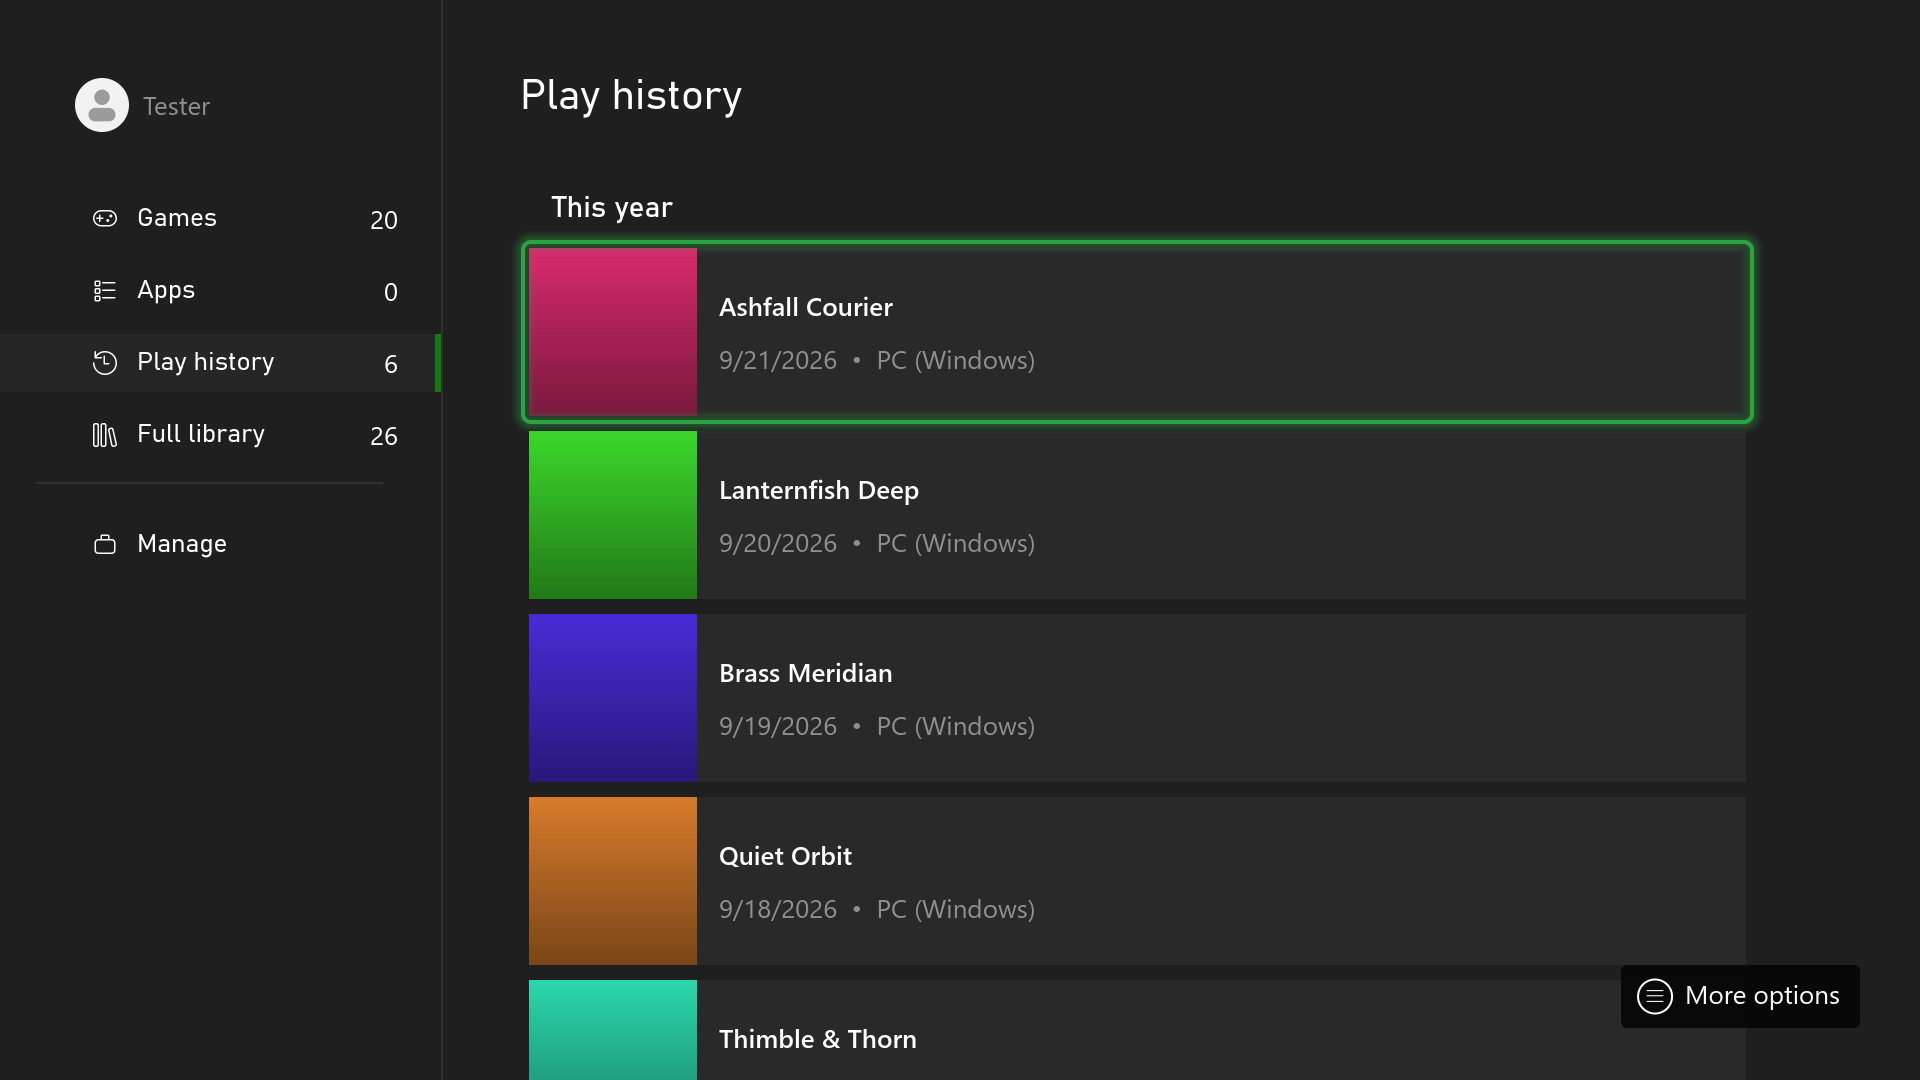 Tester
Games 20
Apps 0
Play history 6
Full library 26
Manage
Play history
This year
Ashfall Courier
9/21/2026 • PC (Windows)
Lanternfish Deep
9/20/2026 • PC (Windows)
Brass Meridian
9/19/2026 • PC (Windows)
Quiet Orbit
9/18/2026 • PC (Windows)
Thimble & Thorn
More options